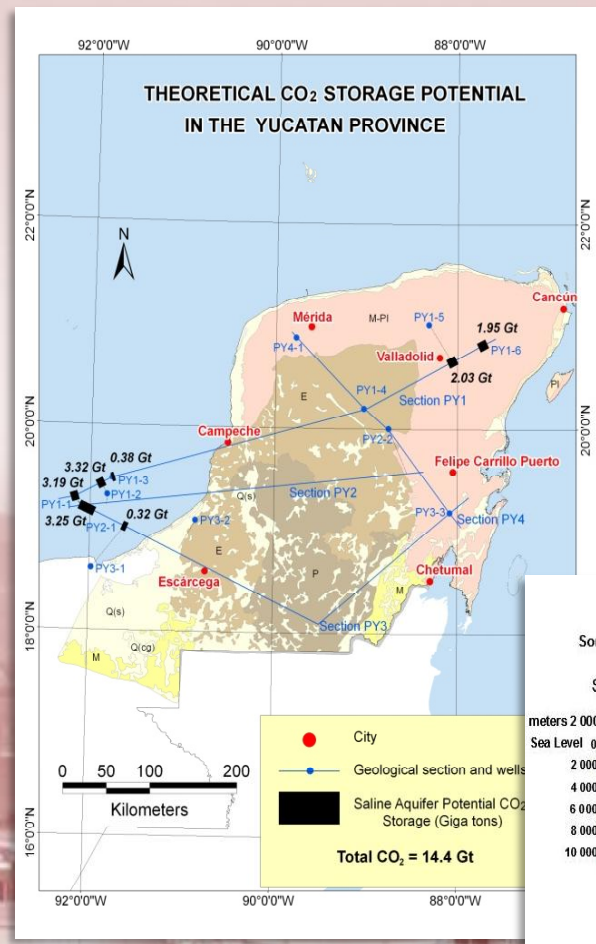 92°0'0"W
90°0'0"W
88°0'0"W
THEORETICAL CO2 STORAGE POTENTIAL
IN THE YUCATAN PROVINCE
22°0'0"N
22°0'0"N
N
Cancún
Mérida
M-Pl
PY1-5
1.95 Gt
PY4-1
PY1-6
Valladolid
2.03 Gt
Pl
PY1-4
E
Section PY1
20°0'0"N
20°0'0"N
Campeche
PY2-2
0.38 Gt
3.32 Gt
Felipe Carrillo Puerto
3.19 Gt
PY1-3
Q(s)
Section PY2
PY1-2
PY1-1
0.32 Gt
3.25 Gt
PY2-1
PY3-2
PY3-3
Section PY4
E
PY3-1
Escárcega
P
Chetumal
M
Q(s)
Section PY3
18°0'0"N
18°0'0"N
M
Q(cg)
City
Geological section and wells
Saline Aquifer Potential CO2
Storage (Giga tons)
Total CO2 = 14.4 Gt
0 50 100 200
Kilometers
16°0'0"N
92°0'0"W
90°0'0"W
88°0'0"W
meters 2 000
Sea Level 0
2 000
4 000
6 000
8 000
10 000